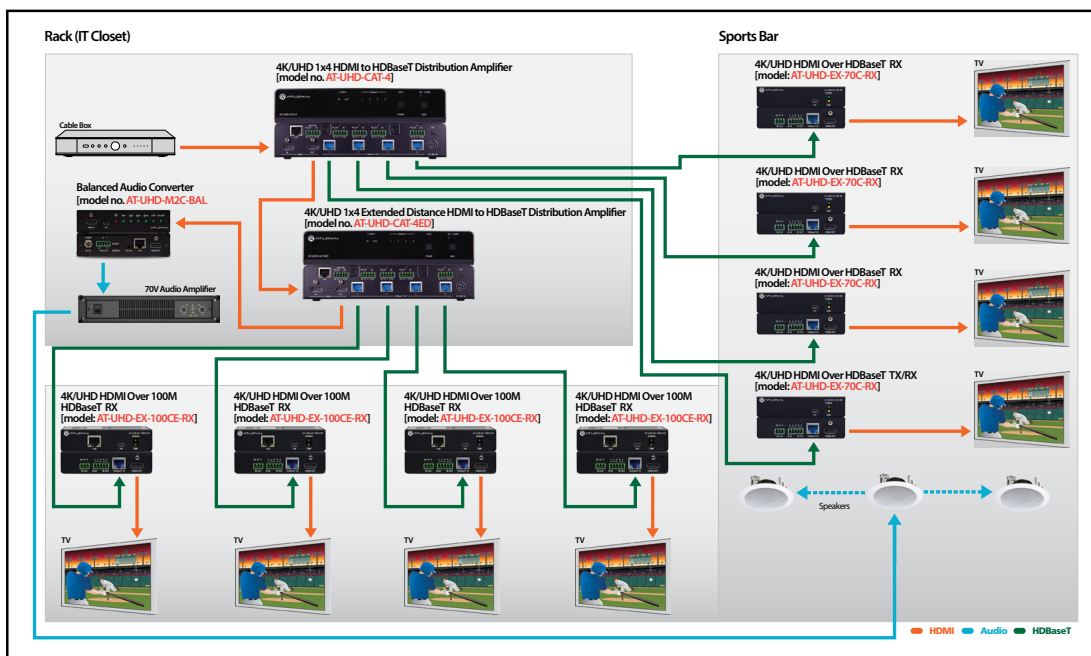 Rack (IT Closet)
4K/UHD 1x4 HDMI to HDBaseT Distribution Amplifier
[model no. AT-UHD-CAT-4]
Cable Box
Balanced Audio Converter
[model no. AT-UHD-M2C-BAL
4K/UHD 1x4 Extended Distance HDMI to HDBaseT Distribution Amplifier
[model no. AT-UHD-CAT-4ED]
70V Audio Amplifier
4K/UHD HDMI Over 100M
HDBaseT RX
[model: AT-UHD-EX-100CE-RX]
4K/UHD HDMI Over 100M
HDBaseT RX
[model: AT-UHD-EX-100CE-RX]
4K/UHD HDMI Over 100M
HDBaseT RX
[model: AT-UHD-EX-100CE-RX]
4K/UHD HDMI Over 100M
HDBaseT RX
[model: AT-UHD-EX-100CE-RX]
TV
TV
TV
TV
Sports Bar
4K/UHD HDMI Over HDBaseT RX
[model: AT-UHD-EX-70C-RX]
TV
4K/UHD HDMI Over HDBaseT RX
[model: AT-UHD-EX-70C-RX]
TV
4K/UHD HDMI Over HDBaseT RX
[model: AT-UHD-EX-70C-RX]
TV
4K/UHD HDMI Over HDBaseT TX/RX
[model: AT-UHD-EX-70C-RX]
TV
Speakers
HDMI Audio HDBaseT